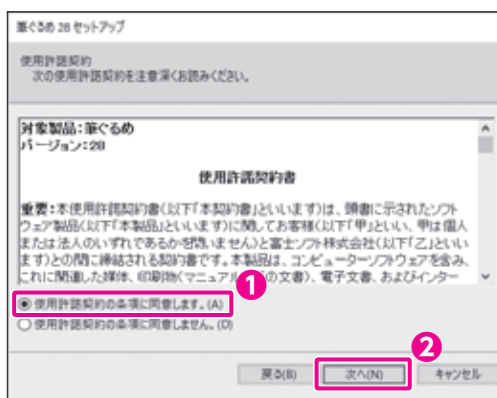 筆ぐるめ 28 セットアップ
使用許諾契約
次の使用許諾契約を注意深くお読みください。
対象製品:筆ぐるめ
バージョン:28
使用許諾契約書
重要:本使用許諾契約書(以下「本契約書」といいます)は、頭書に示されたソフト
ウェア製品(以下「本製品」といいます)に関してお客様(以下「甲」といい、甲は個人
または法人のいずれであるかを問いません)と富士ソフト株式会社(以下「乙」といい
ます)との間に締結される契約書です。本製品は、コンピューターソフトウェアを含み、
これに関連した媒体、印刷物(マニュアル の文書)、電子文書、およびインター
1
使用許諾契約の条項に同意します。(A)
使用許諾契約の条項に同意しません。(D)
2
戻る(B) 次へ(N) キャンセル